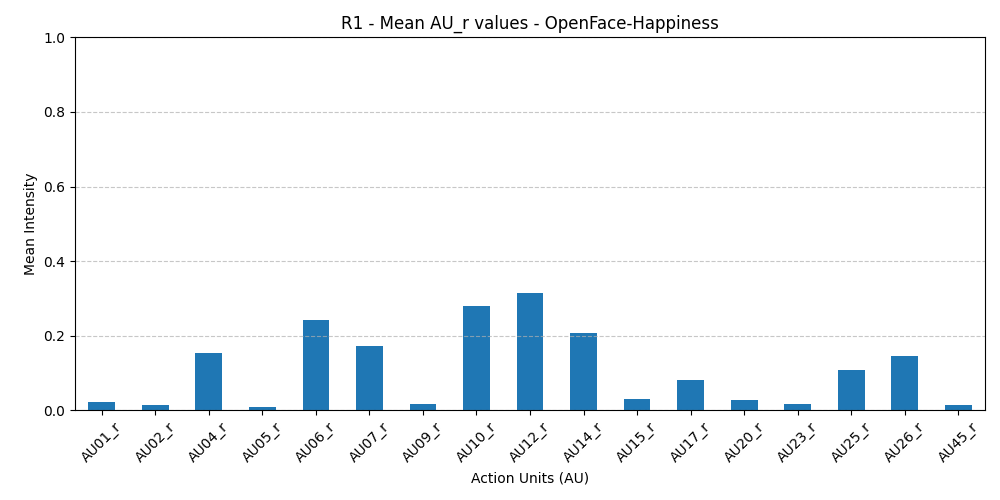 R1 - Mean AU_r values - OpenFace-Happiness
1.0
0.8
0.6
0.4
0.2
0.0
Mean Intensity
AU01_r
AU02_r
AU04_r
AU05_r
AU06_r
AU07_r
AU09_r
AU10_r
AU12_r
AU14_r
AU15_r
AU17_r
AU20_r
AU23_r
AU25_r
AU26_r
AU45_r
Action Units (AU)